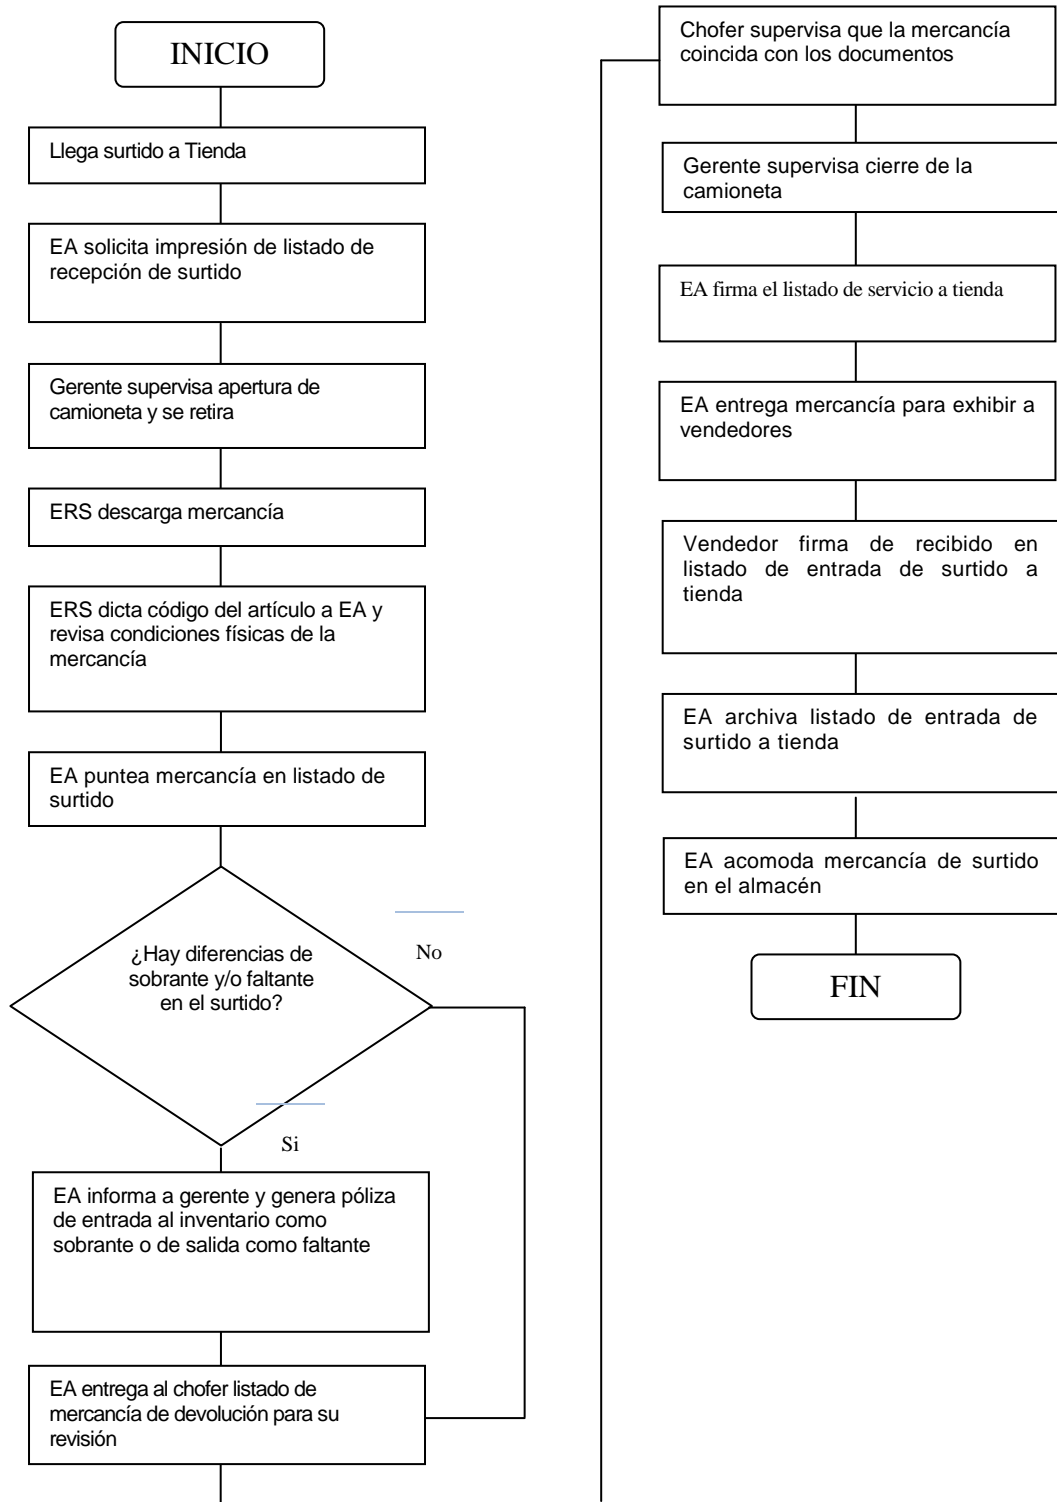 INICIO
Llega surtido a Tienda
EA solicita impresión de listado de
recepción de surtido
Gerente supervisa apertura de
camioneta y se retira
ERS descarga mercancía
ERS dicta código del artículo a EA y
revisa condiciones físicas de la
mercancía
EA puntea mercancía en listado de
surtido
¿Hay diferencias de
sobrante y/o faltante
en el surtido?
No
Si
EA informa a gerente y genera póliza
de entrada al inventario como
sobrante o de salida como faltante
EA entrega al chofer listado de
mercancía de devolución para su
revisión
Chofer supervisa que la mercancía
coincida con los documentos
Gerente supervisa cierre de la
camioneta
EA firma el listado de servicio a tienda
EA entrega mercancía para exhibir a
vendedores
Vendedor firma de recibido en
listado de entrada de surtido a
tienda
EA archiva listado de entrada de
surtido a tienda
EA acomoda mercancía de surtido
en el almacén
FIN